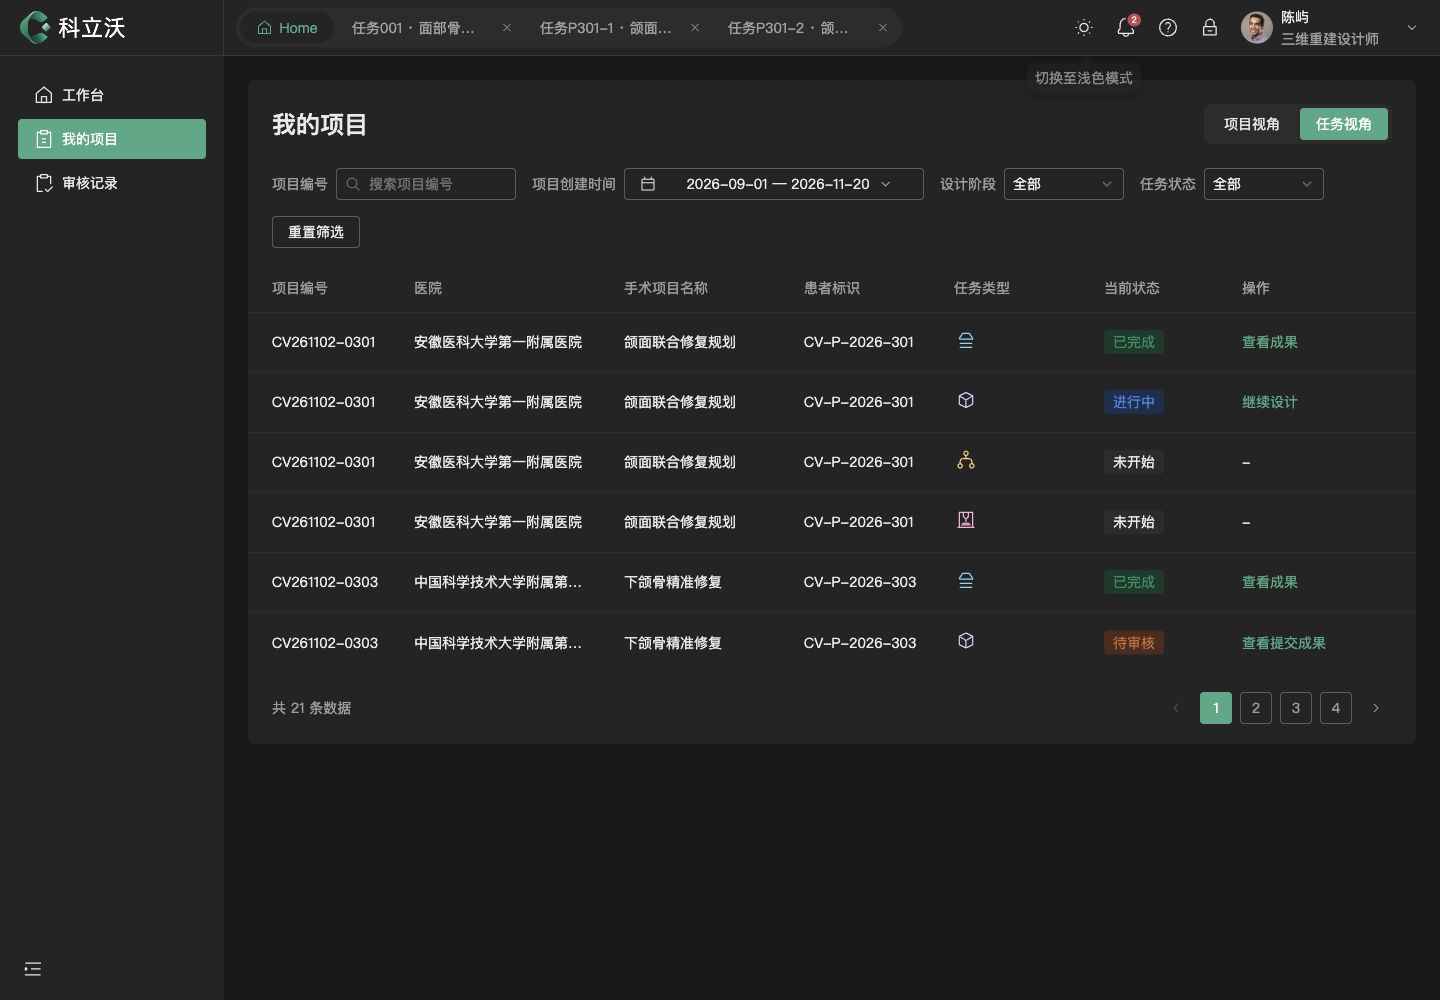 科立沃
Home
任务001 · 面部骨...
任务P301-1 · 颌面...
任务P301-2 · 颌...
2
陈屿
三维重建设计师
切换至浅色模式
工作台
我的项目
审核记录
我的项目
项目视角
任务视角
项目编号 搜索项目编号 项目创建时间 2026-09-01 — 2026-11-20 设计阶段 全部 任务状态 全部
重置筛选
项目编号 医院 手术项目名称 患者标识 任务类型 当前状态 操作
CV261102-0301 安徽医科大学第一附属医院 颌面联合修复规划 CV-P-2026-301 已完成 查看成果
CV261102-0301 安徽医科大学第一附属医院 颌面联合修复规划 CV-P-2026-301 进行中 继续设计
CV261102-0301 安徽医科大学第一附属医院 颌面联合修复规划 CV-P-2026-301 未开始 –
CV261102-0301 安徽医科大学第一附属医院 颌面联合修复规划 CV-P-2026-301 未开始 –
CV261102-0303 中国科学技术大学附属第... 下颌骨精准修复 CV-P-2026-303 已完成 查看成果
CV261102-0303 中国科学技术大学附属第... 下颌骨精准修复 CV-P-2026-303 待审核 查看提交成果
共 21 条数据
1 2 3 4